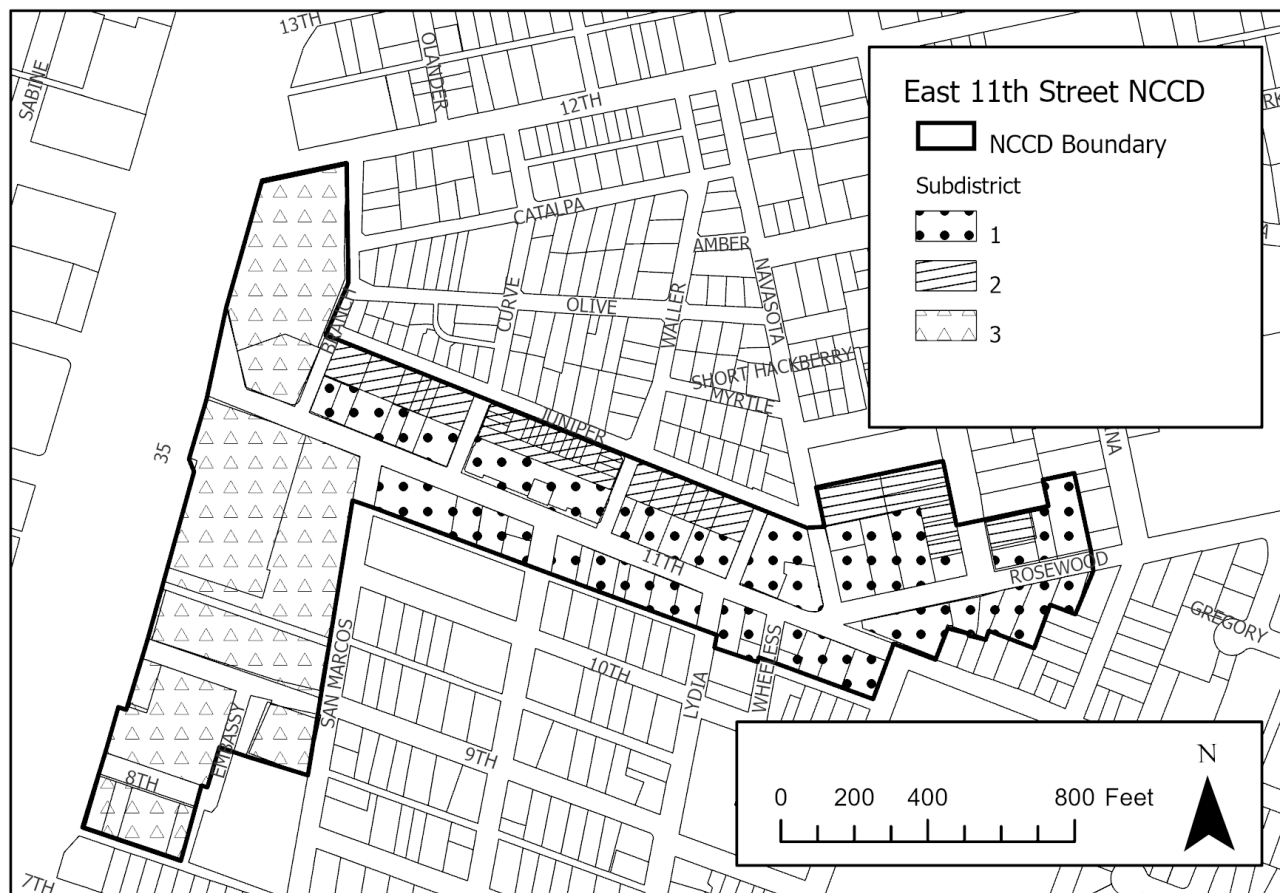 13TH
SABINE
OLANDER
12TH
East 11th Street NCCD
NCCD Boundary
Subdistrict
1
2
3
CATALPA
AMBER
NAVASOTA
OLIVE
CURVE
WALLER
BRANCH
SHORT HACKBERRY
MYRTLE
JUNIPER
35
11TH
ROSEWOOD
GREGORY
SAN MARCOS
10TH
LYDIA
WHEELESS
EMBASSY
9TH
8TH
7TH
N
0 200 400 800 Feet